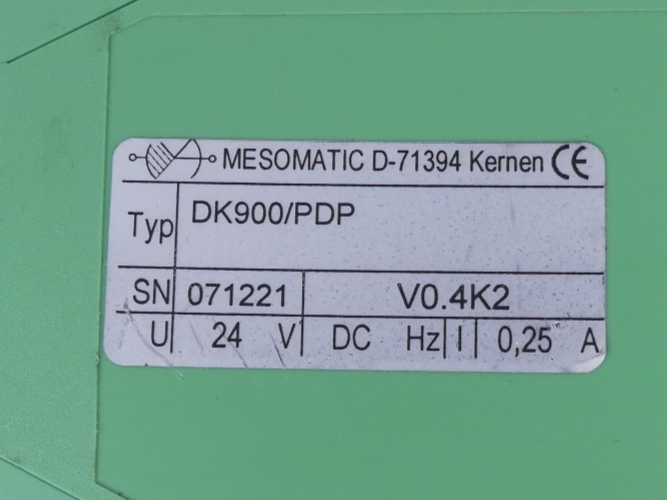 MESOMATIC D-71394 Kernen CE
Typ DK900/PDP
SN 071221 V0.4K2
U 24 V DC Hz I 0,25 A